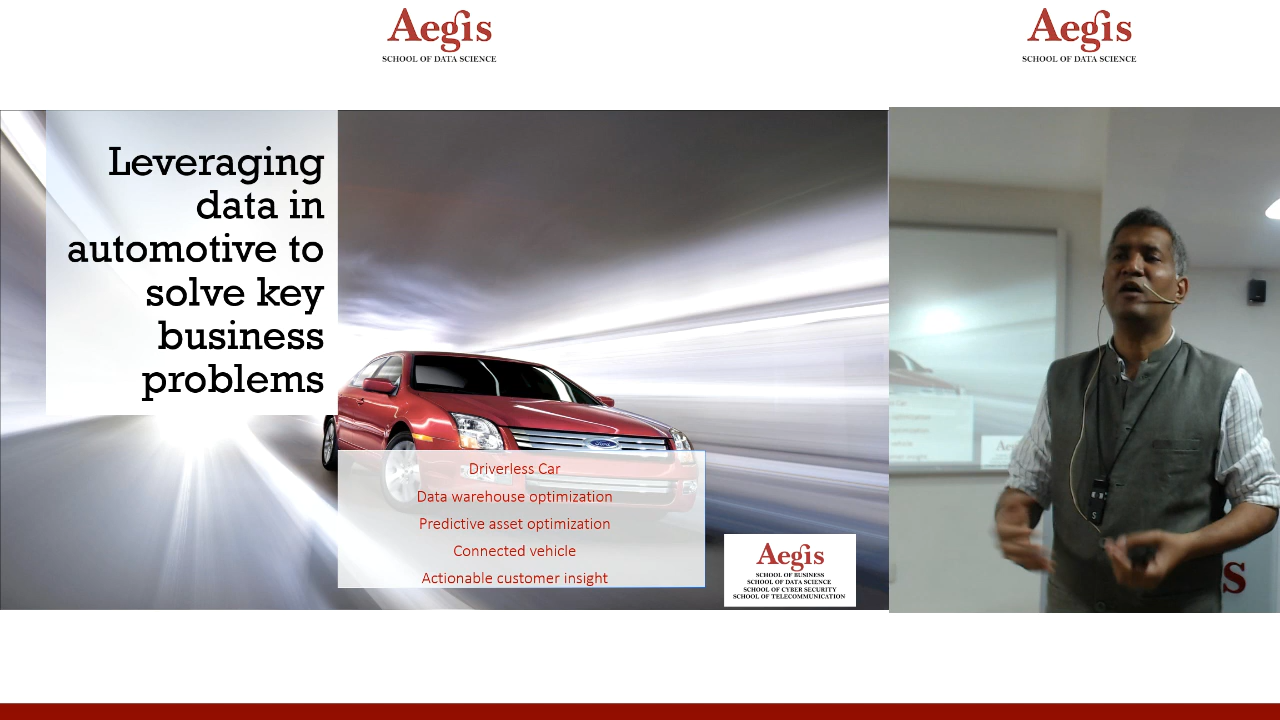 Aegis
SCHOOL OF DATA SCIENCE
Aegis
SCHOOL OF DATA SCIENCE
Leveraging
data in
automotive to
solve key
business
problems
Ford
Driverless Car
Data warehouse optimization
Predictive asset optimization
Connected vehicle
Actionable customer insight
Aegis
SCHOOL OF BUSINESS
SCHOOL OF DATA SCIENCE
SCHOOL OF CYBER SECURITY
SCHOOL OF TELECOMMUNICATION
S